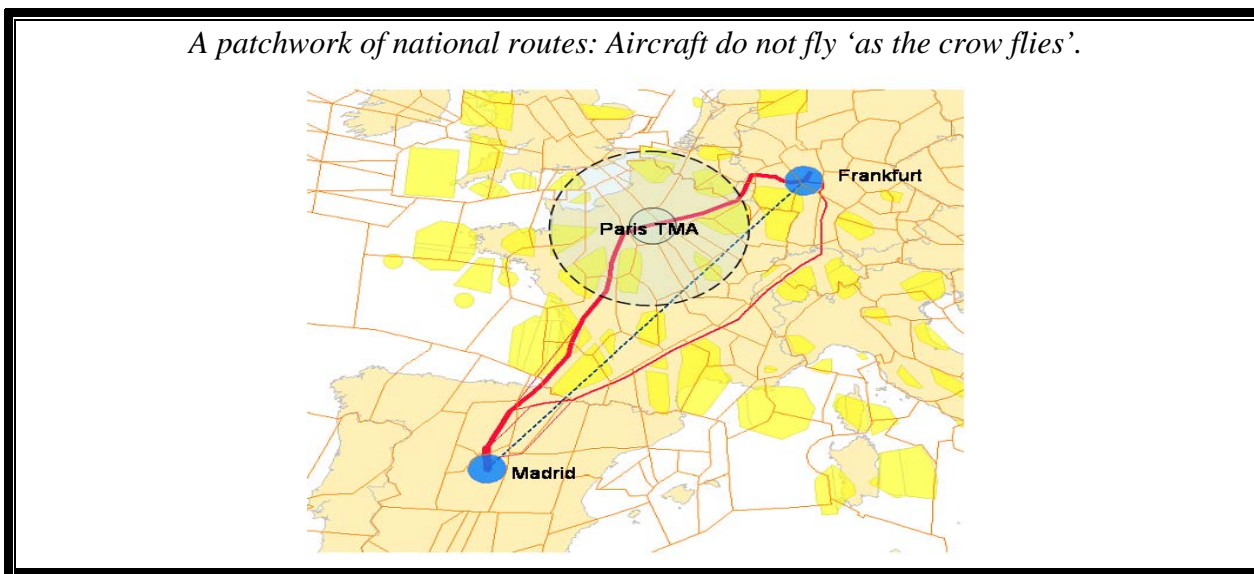 A patchwork of national routes: Aircraft do not fly ‘as the crow flies’.
Frankfurt
Paris TMA
Madrid